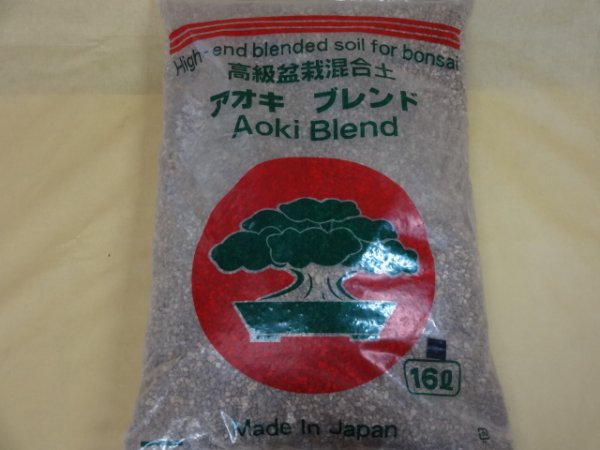 High-end blended soil for bonsai
高級盆栽混合土
アオキ ブレンド
Aoki Blend
16ℓ
Made In Japan